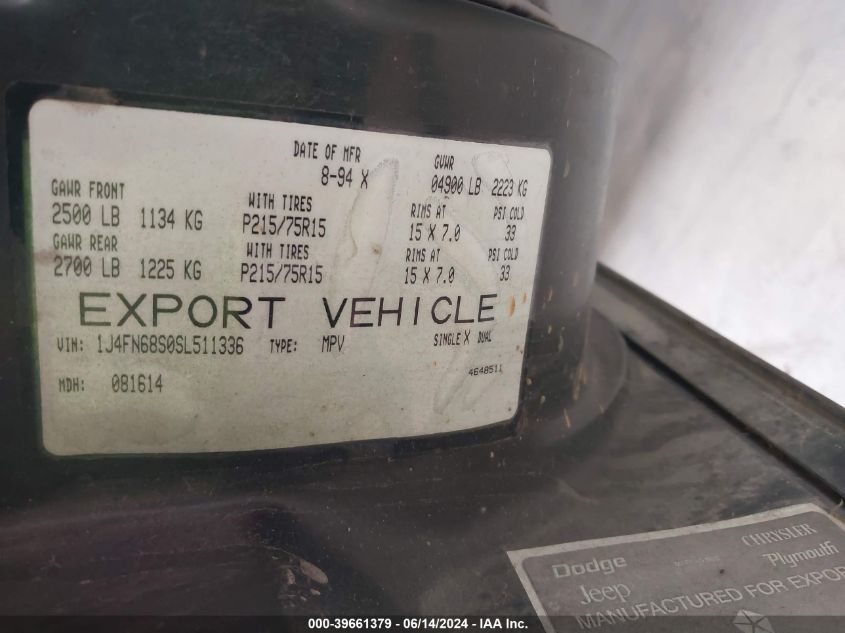 DATE OF MFR
8-94 X
GVWR
04900 LB 2223 KG
GAWR FRONT
2500 LB 1134 KG
WITH TIRES
P215/75R15
RIMS AT
15 X 7.0
PSI COLD
33
GAWR REAR
2700 LB 1225 KG
WITH TIRES
P215/75R15
RIMS AT
15 X 7.0
PSI COLD
33
EXPORT VEHICLE
VIN: 1J4FN68S0SL511336 TYPE: MPV SINGLE X DUAL
MDH: 081614
4648511
Dodge CHRYSLER
Jeep Plymouth
MANUFACTURED FOR EXPOR
000-39661379 - 06/14/2024 - IAA Inc.